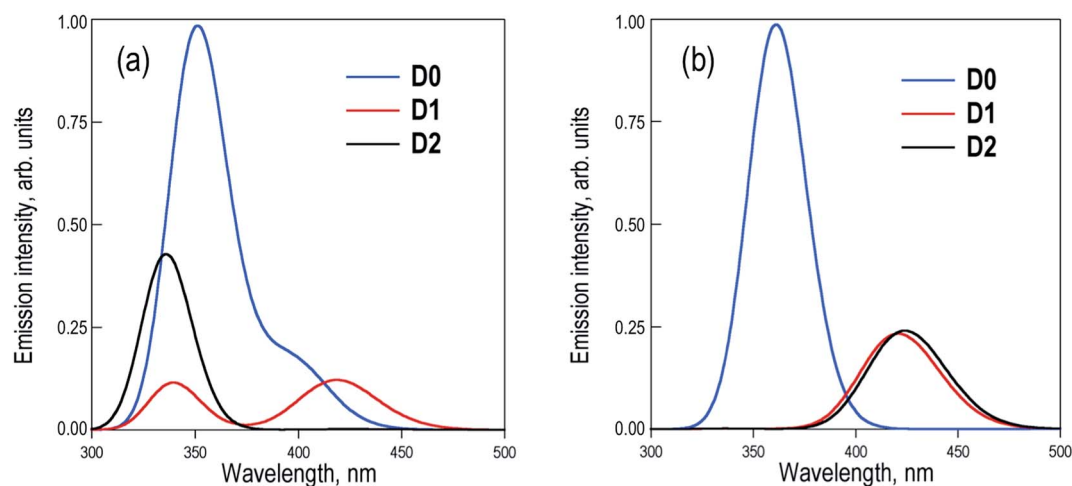 (a)
D0
D1
D2
1.00
0.75
0.50
0.25
0.00
300
350
400
450
500
Emission intensity, arb. units
Wavelength, nm
(b)
D0
D1
D2
1.00
0.75
0.50
0.25
0.00
300
350
400
450
500
Emission intensity, arb. units
Wavelength, nm